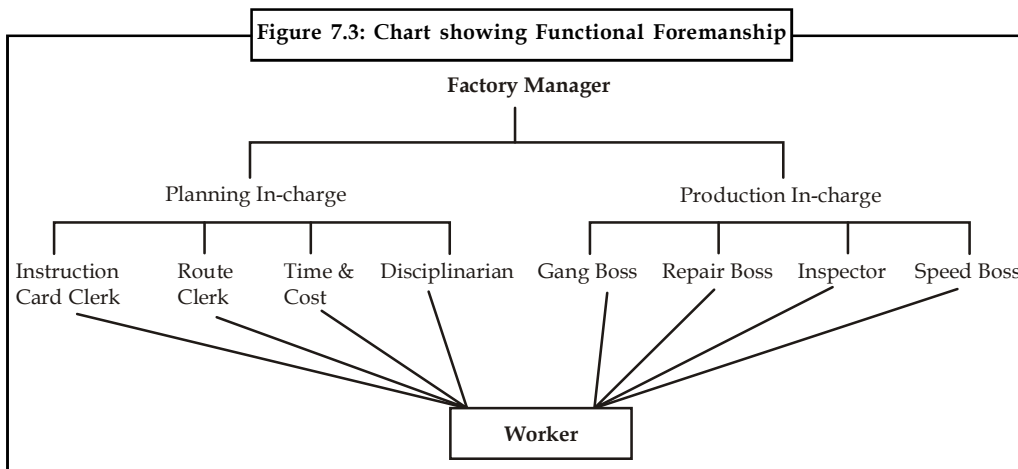 Figure 7.3: Chart showing Functional Foremanship
Factory Manager
Planning In-charge
Production In-charge
Instruction
Card Clerk
Route
Clerk
Time &
Cost
Disciplinarian
Gang Boss
Repair Boss
Inspector
Speed Boss
Worker